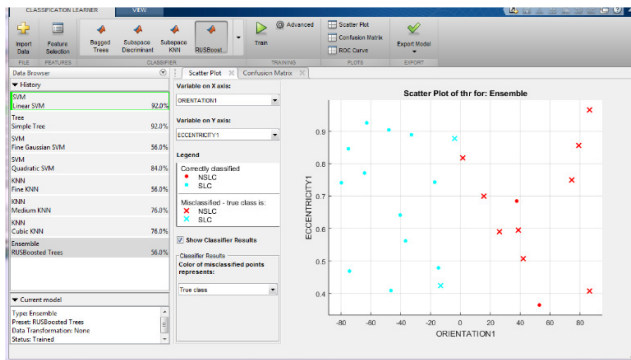 CLASSIFICATION LEARNER
VIEW
Import Data
Feature Selection
Bagged Trees
Subspace Discriminant
Subspace KNN
RUSBoost...
Train
Advanced
Scatter Plot
Confusion Matrix
ROC Curve
Export Model
FILE
FEATURES
CLASSIFIER
TRAINING
PLOTS
EXPORT
Data Browser
▼ History
SVM
Linear SVM 92.0%
Tree
Simple Tree 92.0%
SVM
Fine Gaussian SVM 56.0%
SVM
Quadratic SVM 84.0%
KNN
Fine KNN 56.0%
KNN
Medium KNN 76.0%
KNN
Cubic KNN 76.0%
Ensemble
RUSBoosted Trees 56.0%
▼ Current model
Type: Ensemble
Preset: RUSBoosted Trees
Data Transformation: None
Status: Trained
Scatter Plot
Confusion Matrix
Variable on X axis:
ORIENTATION1
Variable on Y axis:
ECCENTRICITY1
Legend
Correctly classified
NSLC
SLC
Misclassified - true class is:
NSLC
SLC
Show Classifier Results
Classifier Results
Color of misclassified points
represents:
True class
Scatter Plot of thr for: Ensemble
ECCENTRICITY1
0.9
0.8
0.7
0.6
0.5
0.4
-80 -60 -40 -20 0 20 40 60 80
ORIENTATION1